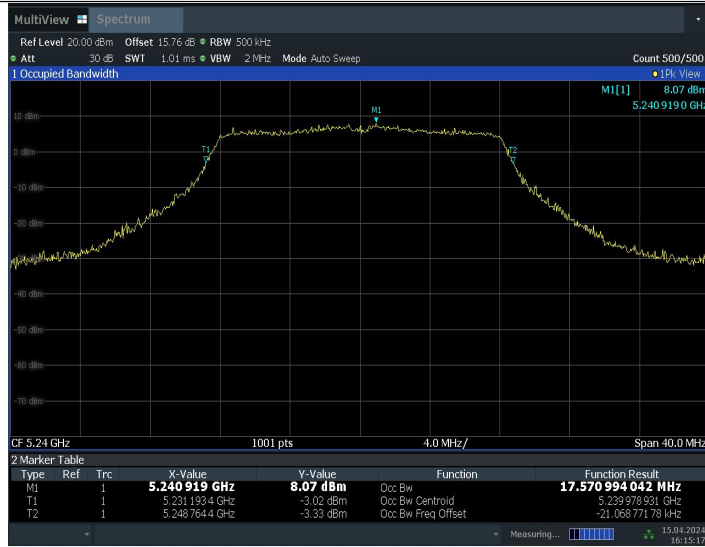 MultiView Spectrum
Ref Level 20.00 dBm Offset 15.76 dB RBW 500 kHz
Att 30 dB SWT 1.01 ms VBW 2 MHz Mode Auto Sweep Count 500/500
1 Occupied Bandwidth 1Pk View
M1[1] 8.07 dBm
5.240 919 0 GHz
M1
10 dBm
T1 T2
0 dBm
-10 dBm
-20 dBm
-40 dBm
-50 dBm
-60 dBm
-70 dBm
CF 5.24 GHz 1001 pts 4.0 MHz/ Span 40.0 MHz
2 Marker Table
Type Ref Trc X-Value Y-Value Function Function Result
M1 1 5.240 919 GHz 8.07 dBm Occ Bw 17.570 994 042 MHz
T1 1 5.231 193 4 GHz -3.02 dBm Occ Bw Centroid 5.239 978 931 GHz
T2 1 5.248 764 4 GHz -3.33 dBm Occ Bw Freq Offset -21.068 771 78 kHz
Measuring... 15.04.2024
16:15:17